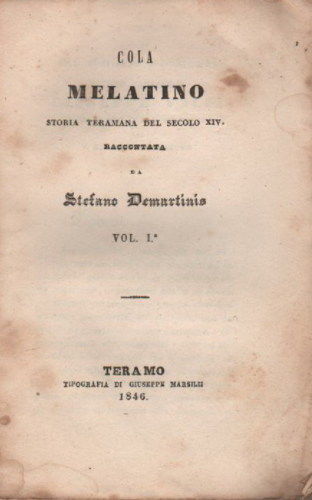 COLA
MELATINO
STORIA TERAMANA DEL SECOLO XIV.
RACCONTATA
DA
Stefano Demartinis
VOL. I.°
TERAMO
TIPOGRAFIA DI GIUSEPPE MARSILII
1846.